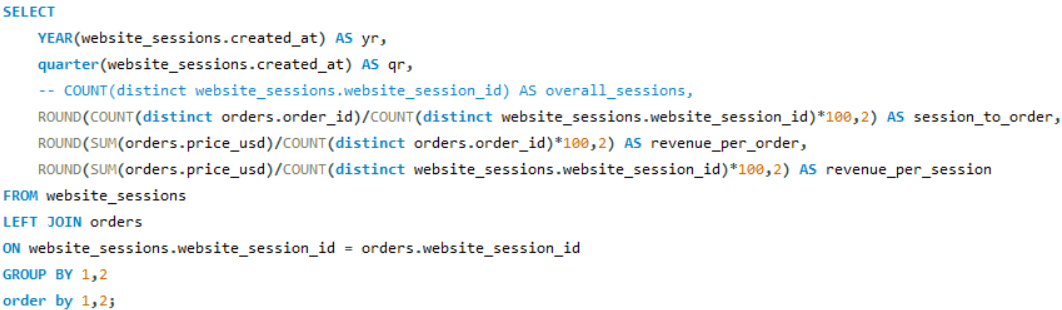 SELECT
YEAR(website_sessions.created_at) AS yr,
quarter(website_sessions.created_at) AS qr,
-- COUNT(distinct website_sessions.website_session_id) AS overall_sessions,
ROUND(COUNT(distinct orders.order_id)/COUNT(distinct website_sessions.website_session_id)*100,2) AS session_to_order,
ROUND(SUM(orders.price_usd)/COUNT(distinct orders.order_id)*100,2) AS revenue_per_order,
ROUND(SUM(orders.price_usd)/COUNT(distinct website_sessions.website_session_id)*100,2) AS revenue_per_session
FROM website_sessions
LEFT JOIN orders
ON website_sessions.website_session_id = orders.website_session_id
GROUP BY 1,2
order by 1,2;